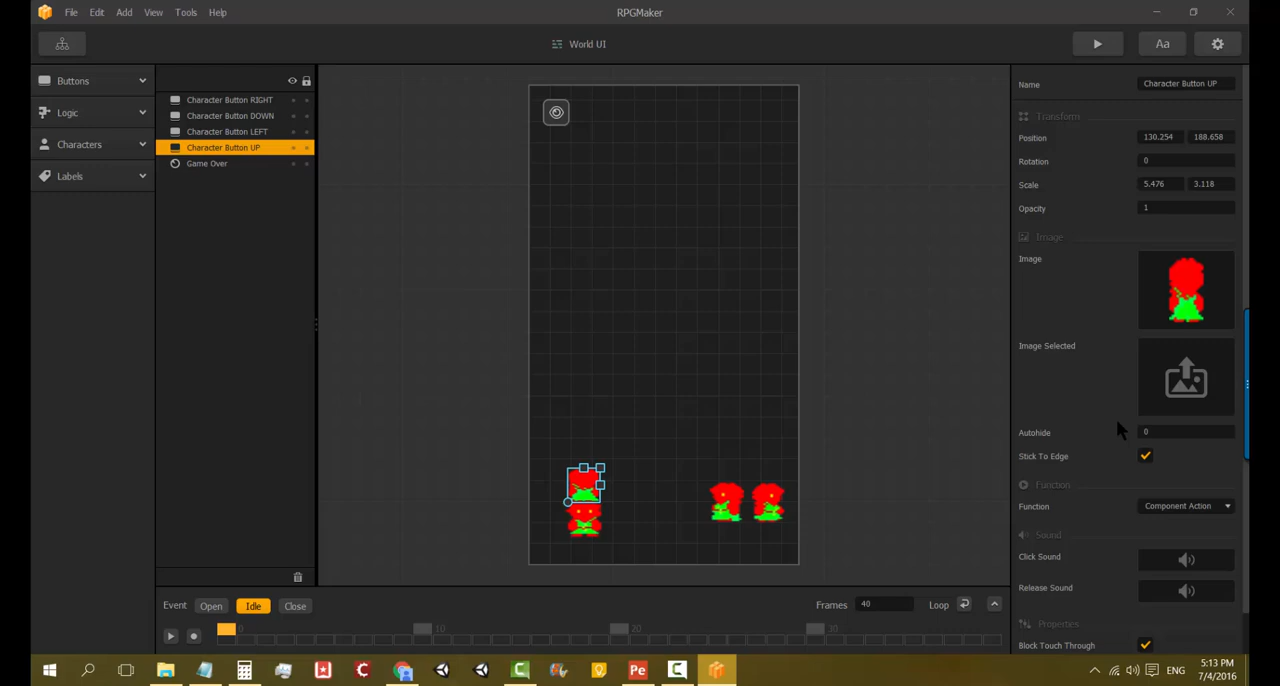 File Edit Add View Tools Help
RPGMaker
World UI
Aa
Buttons
Logic
Characters
Labels
Character Button RIGHT
Character Button DOWN
Character Button LEFT
Character Button UP
Game Over
Name Character Button UP
Transform
Position 130.254 188.658
Rotation 0
Scale 5.476 3.118
Opacity 1
Image
Image
Image Selected
Autohide 0
Stick To Edge
Function
Function Component Action
Sound
Click Sound
Release Sound
Properties
Block Touch Through
Event Open Idle Close
Frames 40 Loop
0 10 20 30
Pe
ENG
5:13 PM
7/4/2016